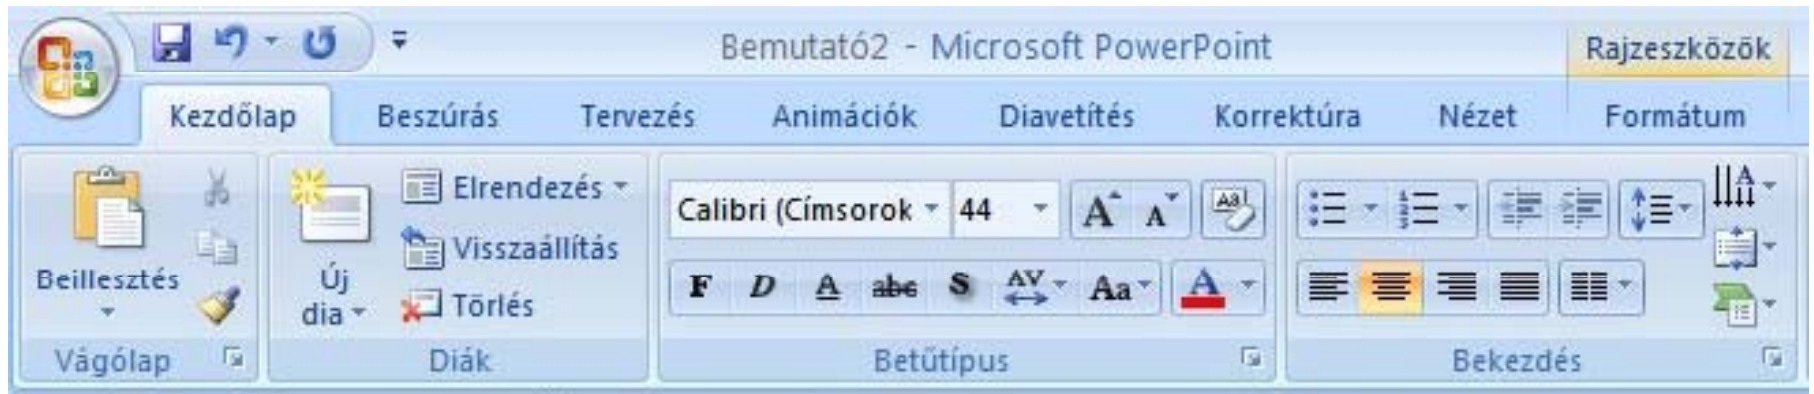 Bemutató2 - Microsoft PowerPoint
Rajzeszközök
Kezdőlap Beszúrás Tervezés Animációk Diavetítés Korrektúra Nézet Formátum
Beillesztés
Vágólap
Új
dia
Elrendezés
Visszaállítás
Törlés
Diák
Calibri (Címsorok 44 A A Aa
F D A abc S AV Aa A
Betűtípus
A
Bekezdés